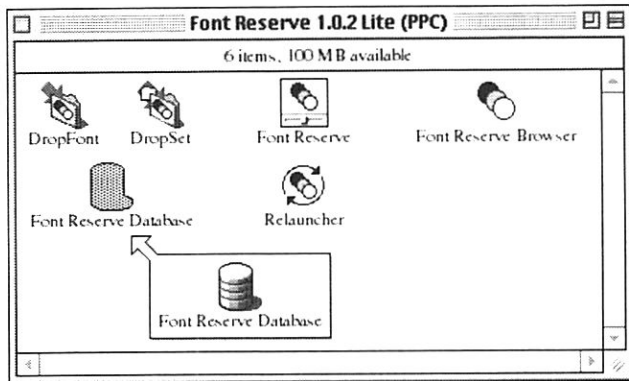 Font Reserve 1.0.2 Lite (PPC)
6 items, 100 MB available
DropFont
DropSet
Font Reserve
Font Reserve Browser
Font Reserve Database
Relauncher
Font Reserve Database